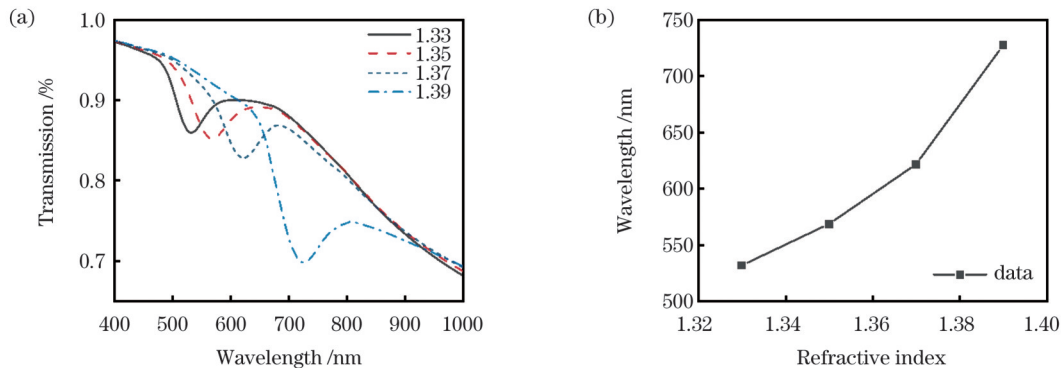 (a)
1.0
0.9
0.8
0.7
Transmission /%
1.33
1.35
1.37
1.39
400 500 600 700 800 900 1000
Wavelength /nm
(b)
750
700
650
600
550
500
Wavelength /nm
data
1.32 1.34 1.36 1.38 1.40
Refractive index